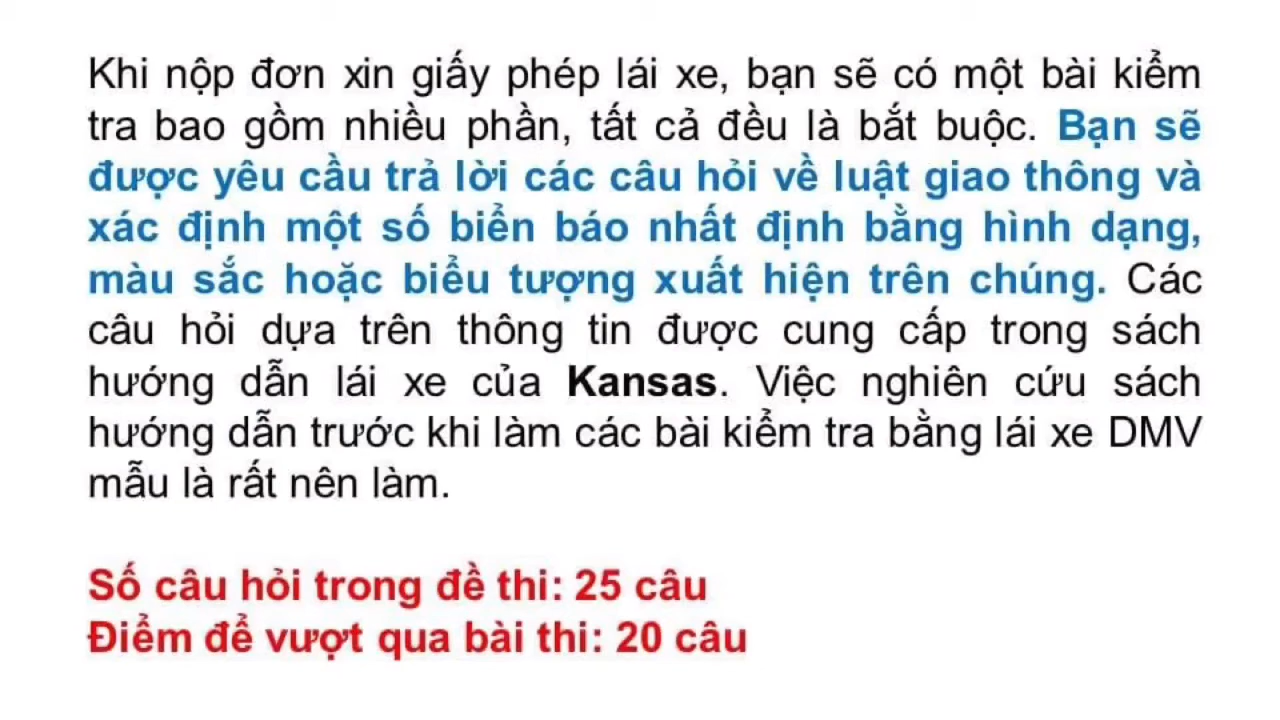 Khi nộp đơn xin giấy phép lái xe, bạn sẽ có một bài kiểm
tra bao gồm nhiều phần, tất cả đều là bắt buộc. Bạn sẽ
được yêu cầu trả lời các câu hỏi về luật giao thông và
xác định một số biển báo nhất định bằng hình dạng,
màu sắc hoặc biểu tượng xuất hiện trên chúng. Các
câu hỏi dựa trên thông tin được cung cấp trong sách
hướng dẫn lái xe của Kansas. Việc nghiên cứu sách
hướng dẫn trước khi làm các bài kiểm tra bằng lái xe DMV
mẫu là rất nên làm.
Số câu hỏi trong đề thi: 25 câu
Điểm để vượt qua bài thi: 20 câu